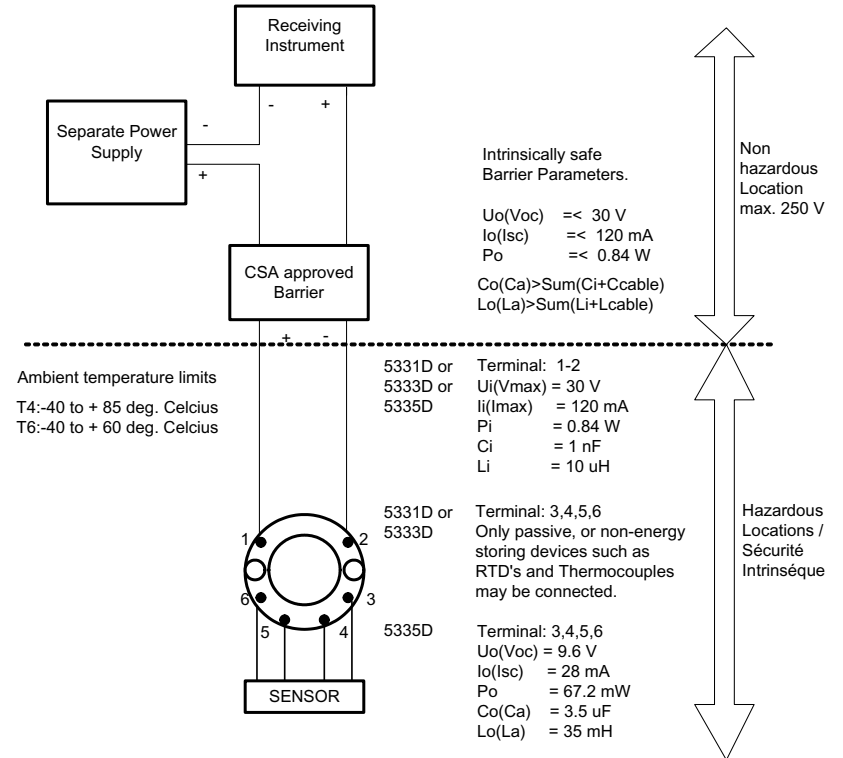 Receiving
Instrument
- +
Separate Power
Supply
-
+
CSA approved
Barrier
+ -
Intrinsically safe
Barrier Parameters.
Uo(Voc) =< 30 V
Io(Isc) =< 120 mA
Po =< 0.84 W
Co(Ca)>Sum(Ci+Ccable)
Lo(La)>Sum(Li+Lcable)
Non
hazardous
Location
max. 250 V
Ambient temperature limits
T4:-40 to + 85 deg. Celcius
T6:-40 to + 60 deg. Celcius
5331D or
5333D or
5335D
Terminal: 1-2
Ui(Vmax) = 30 V
Ii(Imax) = 120 mA
Pi = 0.84 W
Ci = 1 nF
Li = 10 uH
1 2
6 3
5 4
SENSOR
5331D or
5333D
Terminal: 3,4,5,6
Only passive, or non-energy
storing devices such as
RTD's and Thermocouples
may be connected.
5335D
Terminal: 3,4,5,6
Uo(Voc) = 9.6 V
Io(Isc) = 28 mA
Po = 67.2 mW
Co(Ca) = 3.5 uF
Lo(La) = 35 mH
Hazardous
Locations /
Sécurité
Intrinséque